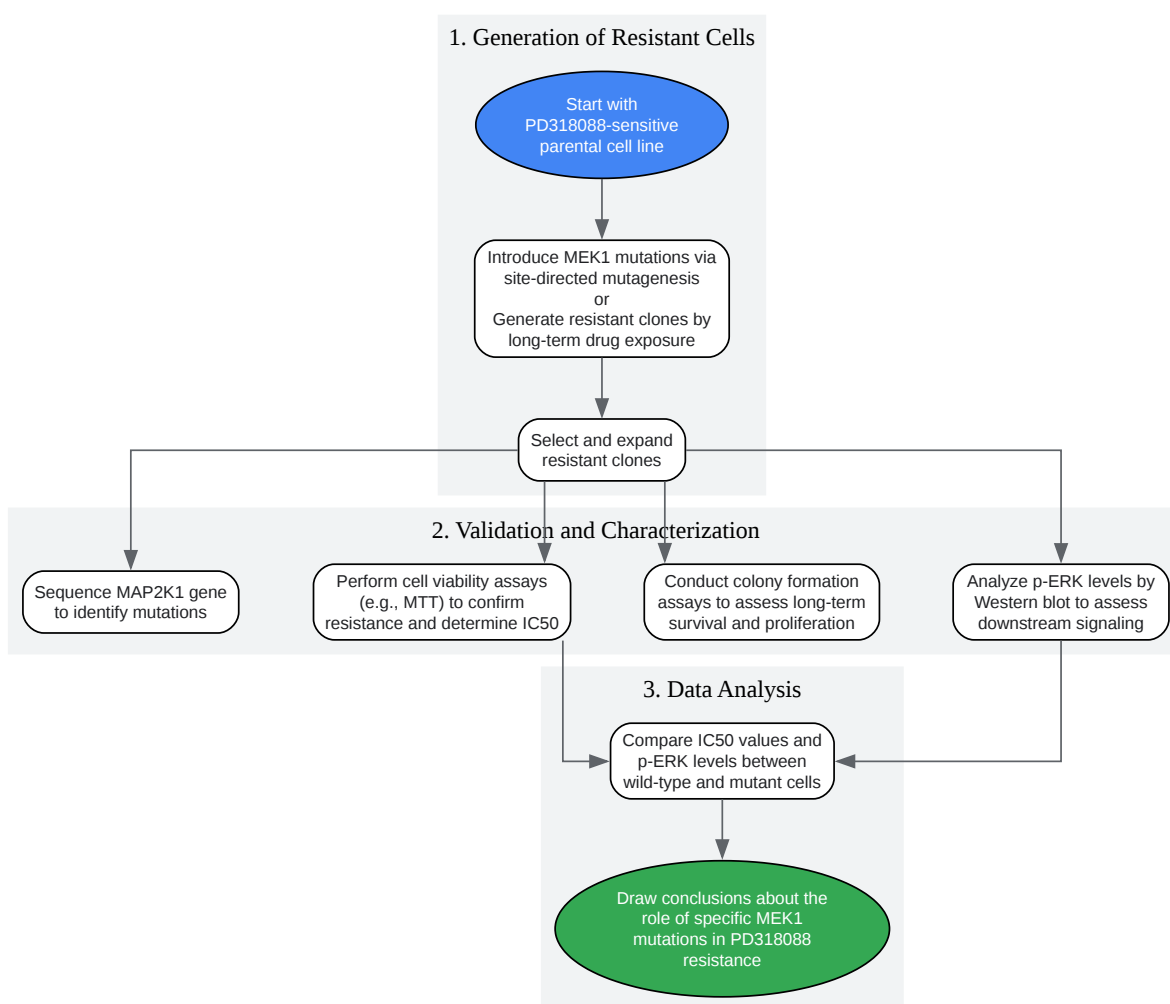 1. Generation of Resistant Cells
Start with
PD318088-sensitive
parental cell line
Introduce MEK1 mutations via
site-directed mutagenesis
or
Generate resistant clones by
long-term drug exposure
Select and expand
resistant clones
2. Validation and Characterization
Sequence MAP2K1 gene
to identify mutations
Perform cell viability assays
(e.g., MTT) to confirm
resistance and determine IC50
Conduct colony formation
assays to assess long-term
survival and proliferation
Analyze p-ERK levels by
Western blot to assess
downstream signaling
3. Data Analysis
Compare IC50 values and
p-ERK levels between
wild-type and mutant cells
Draw conclusions about the
role of specific MEK1
mutations in PD318088
resistance